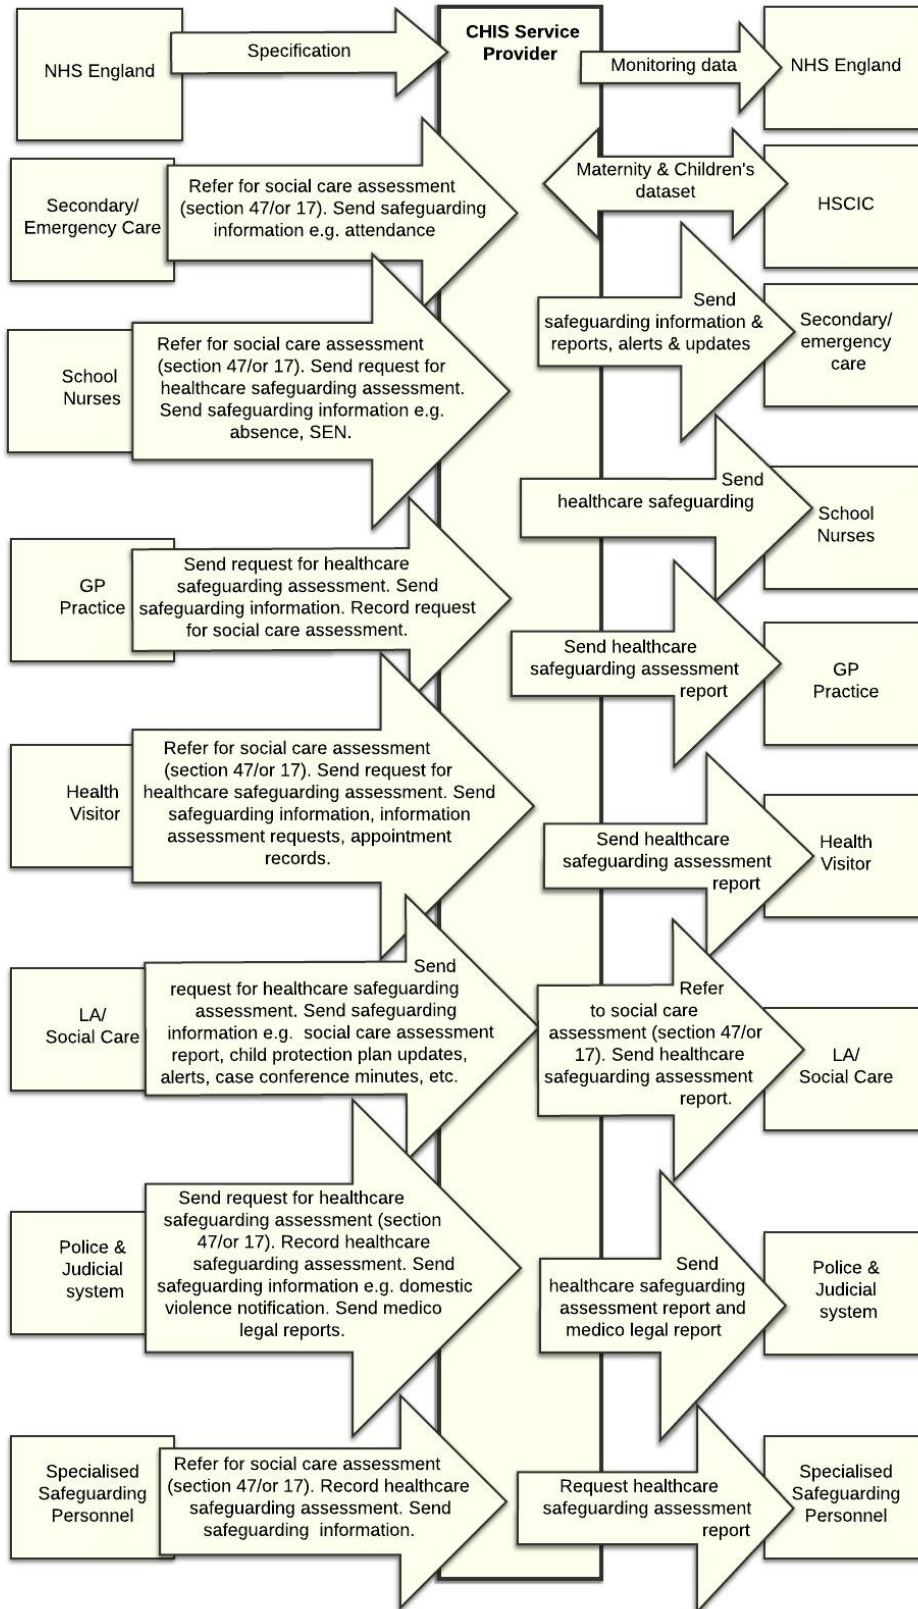 CHIS Service
Provider
NHS England
Specification
Monitoring data
NHS England
Secondary/
Emergency Care
Refer for social care assessment
(section 47/or 17). Send safeguarding
information e.g. attendance
Maternity & Children's
dataset
HSCIC
School
Nurses
Refer for social care assessment
(section 47/or 17). Send request for
healthcare safeguarding assessment.
Send safeguarding information e.g.
absence, SEN.
Send
safeguarding information &
reports, alerts & updates
Secondary/
emergency
care
Send
healthcare safeguarding
School
Nurses
GP
Practice
Send request for healthcare
safeguarding assessment. Send
safeguarding information. Record request
for social care assessment.
Send healthcare
safeguarding assessment
report
GP
Practice
Health
Visitor
Refer for social care assessment
(section 47/or 17). Send request for
healthcare safeguarding assessment. Send
safeguarding information, information
assessment requests, appointment
records.
Send healthcare
safeguarding assessment
report
Health
Visitor
LA/
Social Care
Send
request for healthcare safeguarding
assessment. Send safeguarding
information e.g. social care assessment
report, child protection plan updates,
alerts, case conference minutes, etc.
Refer
to social care
assessment (section 47/or
17). Send healthcare
safeguarding assessment
report.
LA/
Social Care
Police &
Judicial
system
Send request for healthcare
safeguarding assessment (section
47/or 17). Record healthcare
safeguarding assessment. Send
safeguarding information e.g. domestic
violence notification. Send medico
legal reports.
Send
healthcare safeguarding
assessment report and
medico legal report
Police &
Judicial
system
Specialised
Safeguarding
Personnel
Refer for social care assessment
(section 47/or 17). Record healthcare
safeguarding assessment. Send
safeguarding information.
Request healthcare
safeguarding assessment
report
Specialised
Safeguarding
Personnel